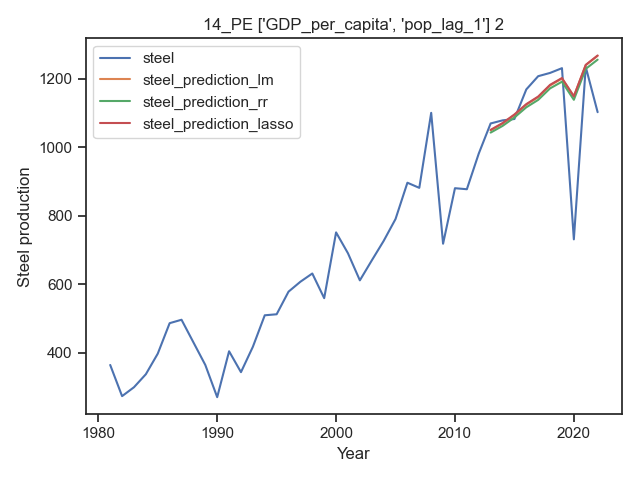 14_PE ['GDP_per_capita', 'pop_lag_1'] 2
steel
steel_prediction_lm
steel_prediction_rr
steel_prediction_lasso
Steel production
1200
1000
800
600
400
1980
1990
2000
2010
2020
Year